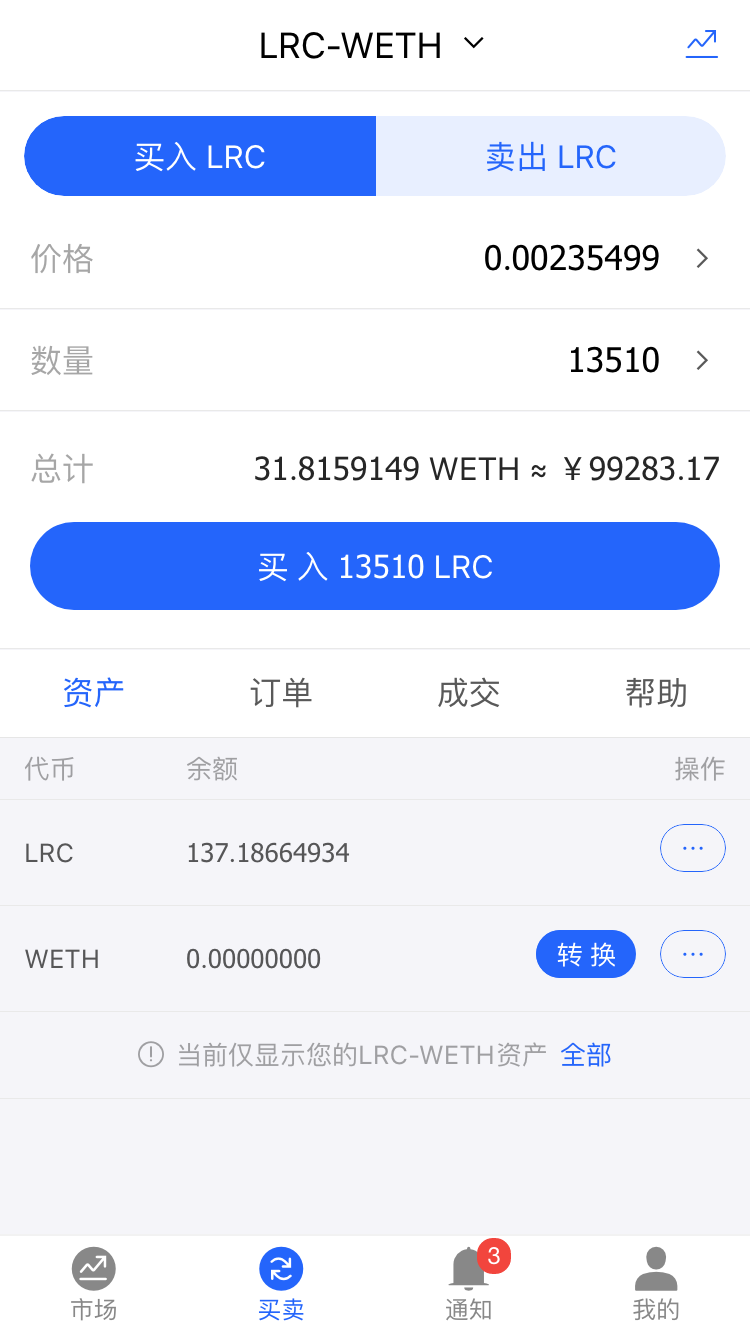 LRC-WETH
买入 LRC 卖出 LRC
价格 0.00235499
数量 13510
总计 31.8159149 WETH ≈ ￥99283.17
买 入 13510 LRC
资产 订单 成交 帮助
代币 余额 操作
LRC 137.18664934 ···
WETH 0.00000000 转 换 ···
当前仅显示您的LRC-WETH资产 全部
3
市场 买卖 通知 我的